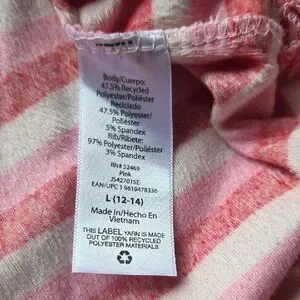 Body/Cuerpo:
47.5% Recycled
Polyester/Poliéster
Reciclado
47.5% Polyester/
Poliéster
5% Spandex
Rib/Ribete:
97% Polyester/Poliéster
3% Spandex
RN# 52469
Pink
JS42701SE
EAN/UPC 1 9819478336
L (12-14)
Made in/Hecho En
Vietnam
THIS LABEL YARN IS MADE
OUT OF 100% RECYCLED
POLYESTER MATERIALS